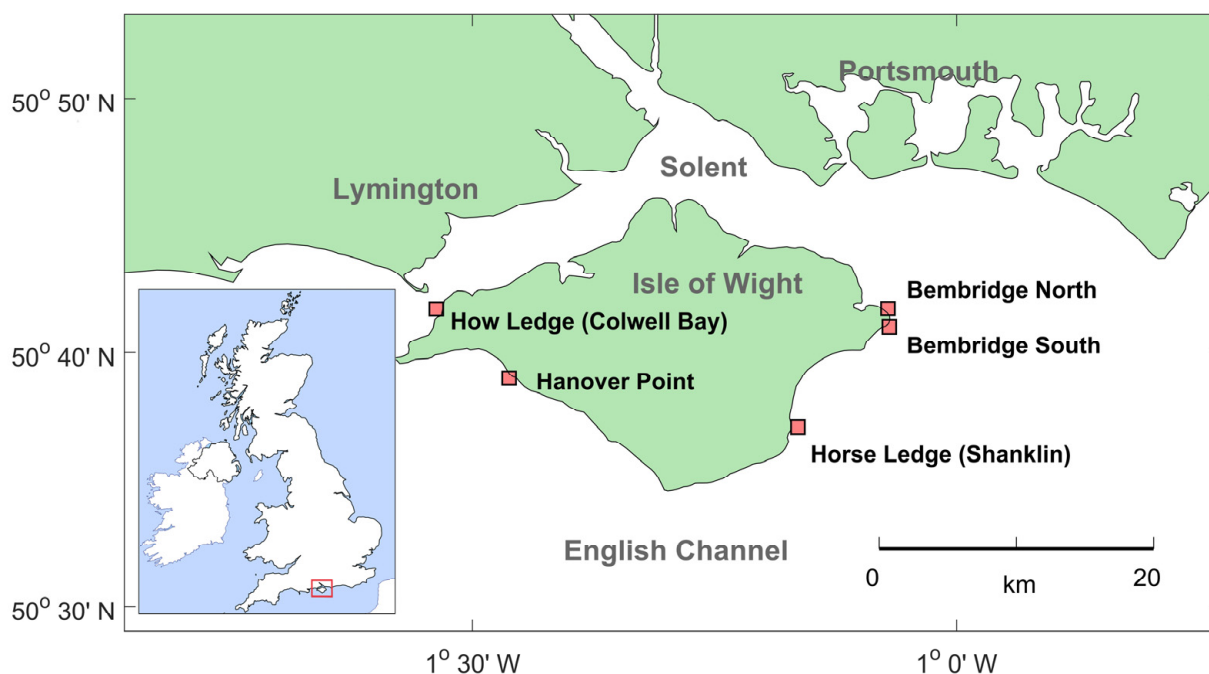 Portsmouth
50° 50' N
Solent
Lymington
Isle of Wight
Bembridge North
How Ledge (Colwell Bay)
Bembridge South
50° 40' N
Hanover Point
Horse Ledge (Shanklin)
English Channel
0 20
km
50° 30' N
1° 30' W 1° 0' W